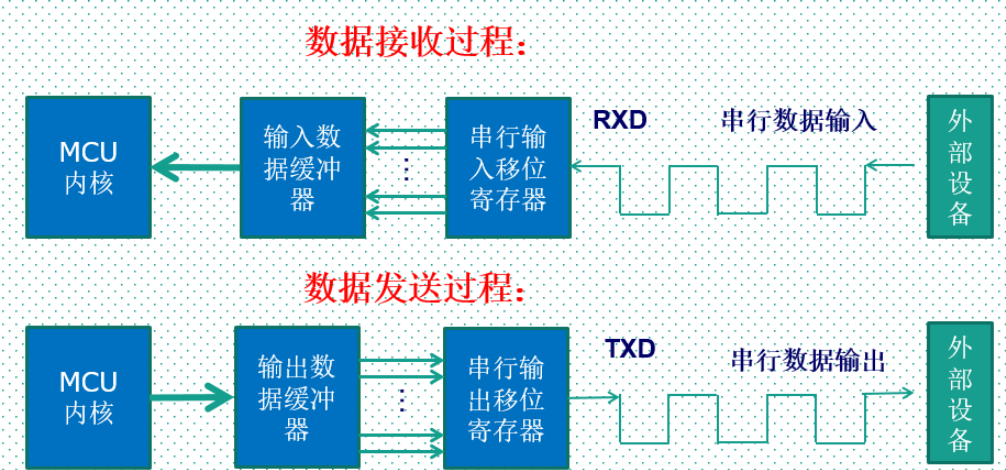 数据接收过程：
MCU
内核
输入数
据缓冲
器
⋮
串行输
入移位
寄存器
RXD
串行数据输入
外
部
设
备
数据发送过程：
MCU
内核
输出数
据缓冲
器
⋮
串行输
出移位
寄存器
TXD
串行数据输出
外
部
设
备